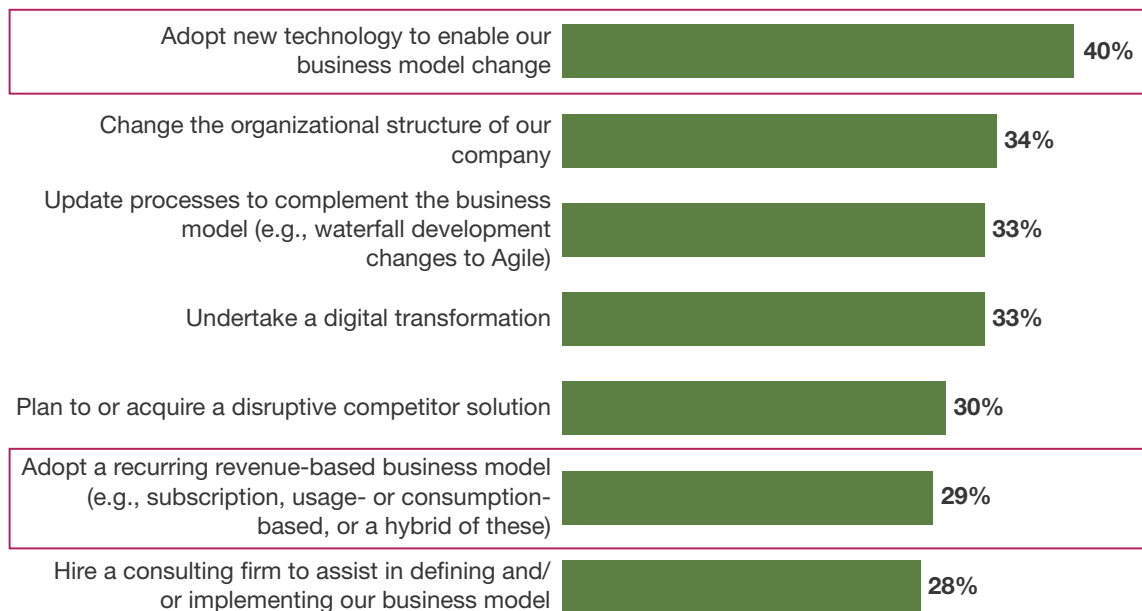 Adopt new technology to enable our
business model change
40%
Change the organizational structure of our
company
34%
Update processes to complement the business
model (e.g., waterfall development
changes to Agile)
33%
Undertake a digital transformation
33%
Plan to or acquire a disruptive competitor solution
30%
Adopt a recurring revenue-based business model
(e.g., subscription, usage- or consumption-
based, or a hybrid of these)
29%
Hire a consulting firm to assist in defining and/
or implementing our business model
28%